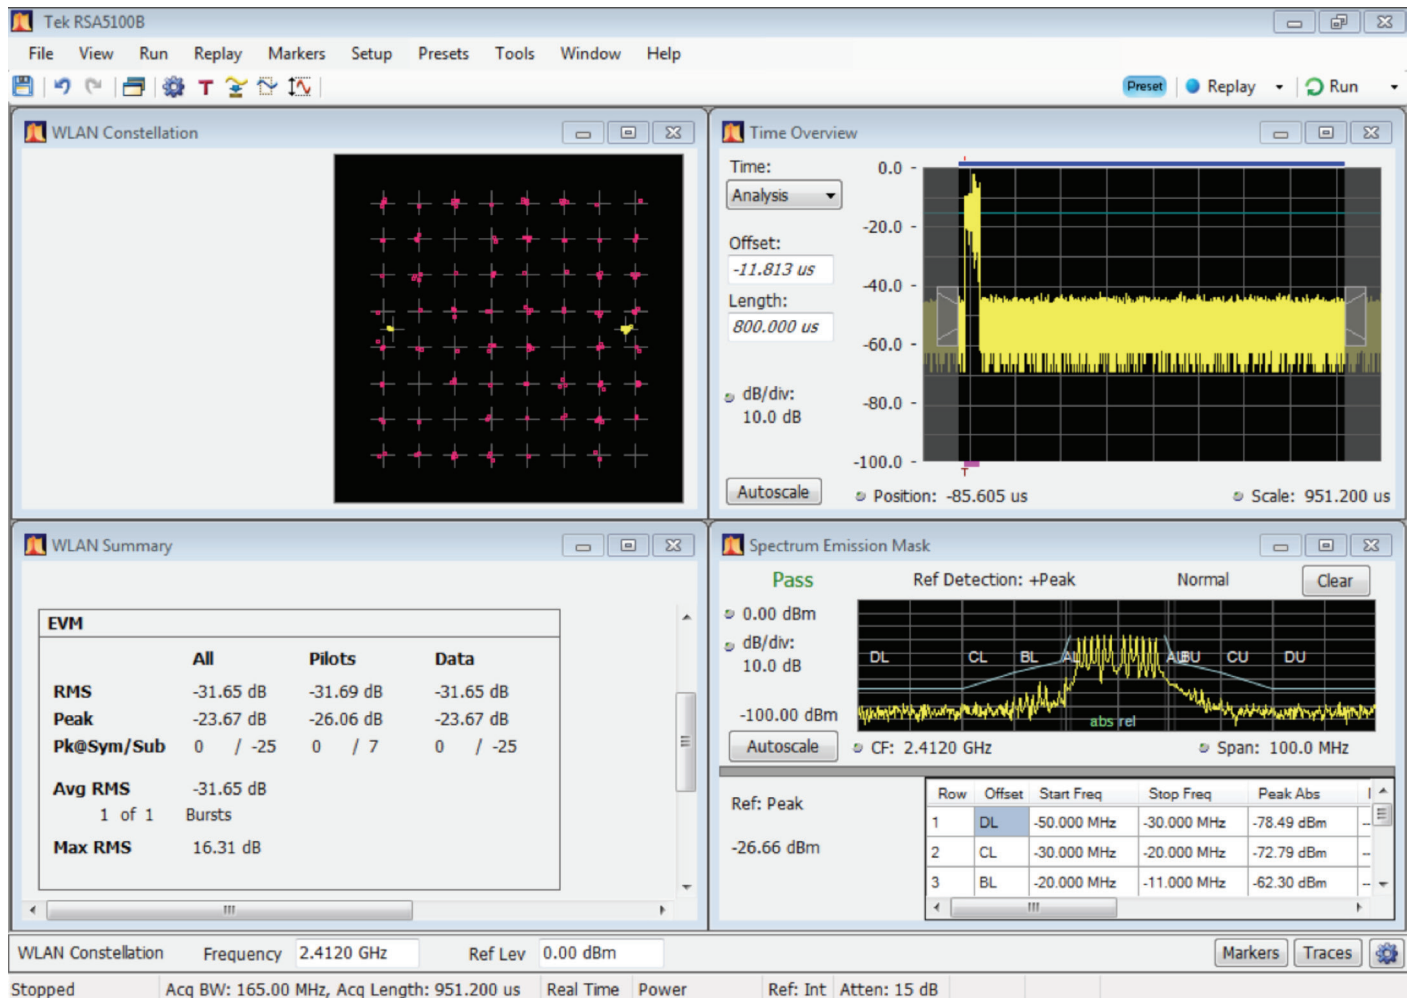 Tek RSA5100B
File View Run Replay Markers Setup Presets Tools Window Help
Preset Replay Run
WLAN Constellation
Time Overview
Time:
Analysis
Offset:
-11.813 us
Length:
800.000 us
dB/div:
10.0 dB
Autoscale
0.0
-20.0
-40.0
-60.0
-80.0
-100.0
T
Position: -85.605 us
Scale: 951.200 us
WLAN Summary
EVM
All Pilots Data
RMS -31.65 dB -31.69 dB -31.65 dB
Peak -23.67 dB -26.06 dB -23.67 dB
Pk@Sym/Sub 0 / -25 0 / 7 0 / -25
Avg RMS -31.65 dB
1 of 1 Bursts
Max RMS 16.31 dB
Spectrum Emission Mask
Pass Ref Detection: +Peak Normal Clear
0.00 dBm
dB/div:
10.0 dB
-100.00 dBm
Autoscale
DL CL BL AL AU BU CU DU
abs rel
CF: 2.4120 GHz Span: 100.0 MHz
Ref: Peak
-26.66 dBm
Row Offset Start Freq Stop Freq Peak Abs
1 DL -50.000 MHz -30.000 MHz -78.49 dBm --
2 CL -30.000 MHz -20.000 MHz -72.79 dBm --
3 BL -20.000 MHz -11.000 MHz -62.30 dBm --
WLAN Constellation Frequency 2.4120 GHz Ref Lev 0.00 dBm Markers Traces
Stopped Acq BW: 165.00 MHz, Acq Length: 951.200 us Real Time Power Ref: Int Atten: 15 dB